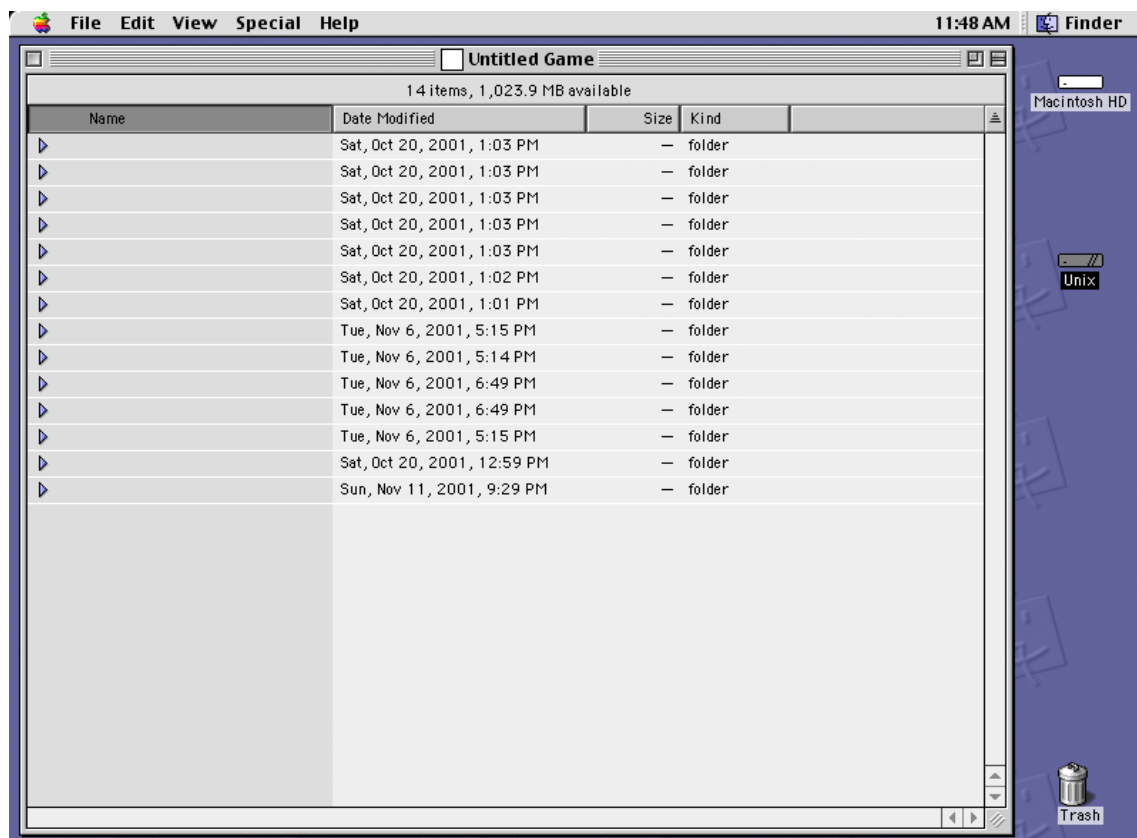 File Edit View Special Help 11:48 AM Finder
Untitled Game
14 items, 1,023.9 MB available
Name Date Modified Size Kind
Sat, Oct 20, 2001, 1:03 PM — folder
Sat, Oct 20, 2001, 1:03 PM — folder
Sat, Oct 20, 2001, 1:03 PM — folder
Sat, Oct 20, 2001, 1:03 PM — folder
Sat, Oct 20, 2001, 1:03 PM — folder
Sat, Oct 20, 2001, 1:02 PM — folder
Sat, Oct 20, 2001, 1:01 PM — folder
Tue, Nov 6, 2001, 5:15 PM — folder
Tue, Nov 6, 2001, 5:14 PM — folder
Tue, Nov 6, 2001, 6:49 PM — folder
Tue, Nov 6, 2001, 6:49 PM — folder
Tue, Nov 6, 2001, 5:15 PM — folder
Sat, Oct 20, 2001, 12:59 PM — folder
Sun, Nov 11, 2001, 9:29 PM — folder
Macintosh HD
Unix
Trash